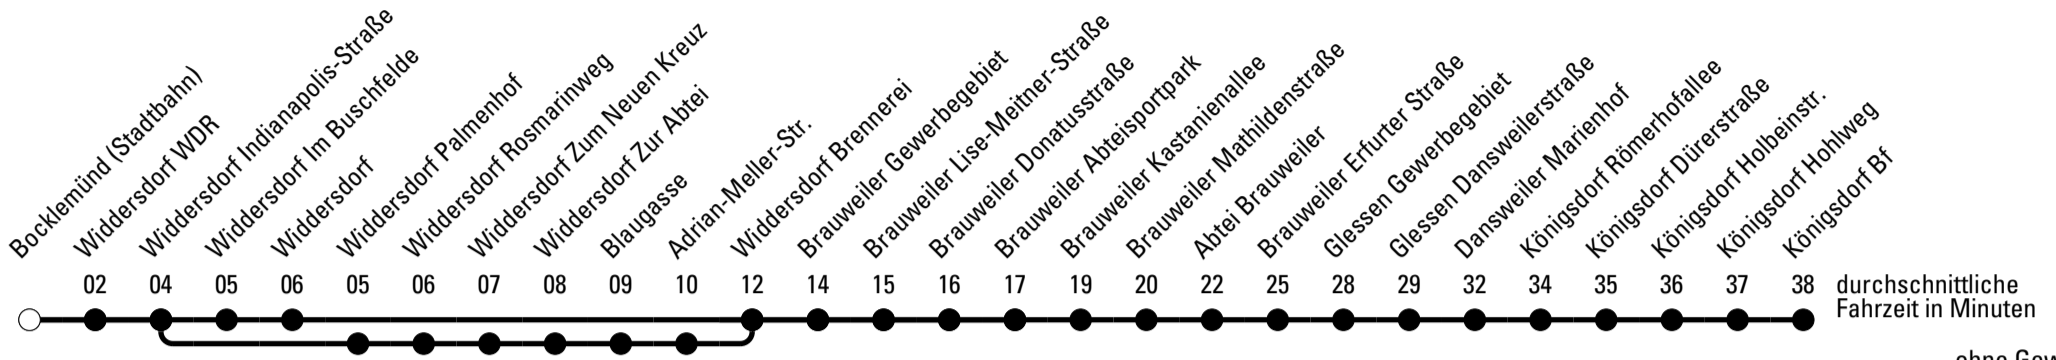 Bocklemünd (Stadtbahn)
Widdersdorf WDR
Widdersdorf Indianapolis-Straße
Widdersdorf Im Buschfelde
Widdersdorf
Widdersdorf Palmenhof
Widdersdorf Rosmarinweg
Widdersdorf Zum Neuen Kreuz
Widdersdorf Zur Abtei
Blaugasse
Adrian-Meller-Str.
Widdersdorf Brennerei
Brauweiler Gewerbegebiet
Brauweiler Lise-Meitner-Straße
Brauweiler Donatusstraße
Brauweiler Abteisportpark
Brauweiler Kastanienallee
Brauweiler Mathildenstraße
Abtei Brauweiler
Brauweiler Erfurter Straße
Glessen Gewerbegebiet
Glessen Dansweilerstraße
Dansweiler Marienhof
Königsdorf Römerhofallee
Königsdorf Dürerstraße
Königsdorf Holbeinstr.
Königsdorf Hohlweg
Königsdorf Bf
02 04 05 06 05 06 07 08 09 10 12 14 15 16 17 19 20 22 25 28 29 32 34 35 36 37 38 durchschnittliche
Fahrzeit in Minuten
ohne